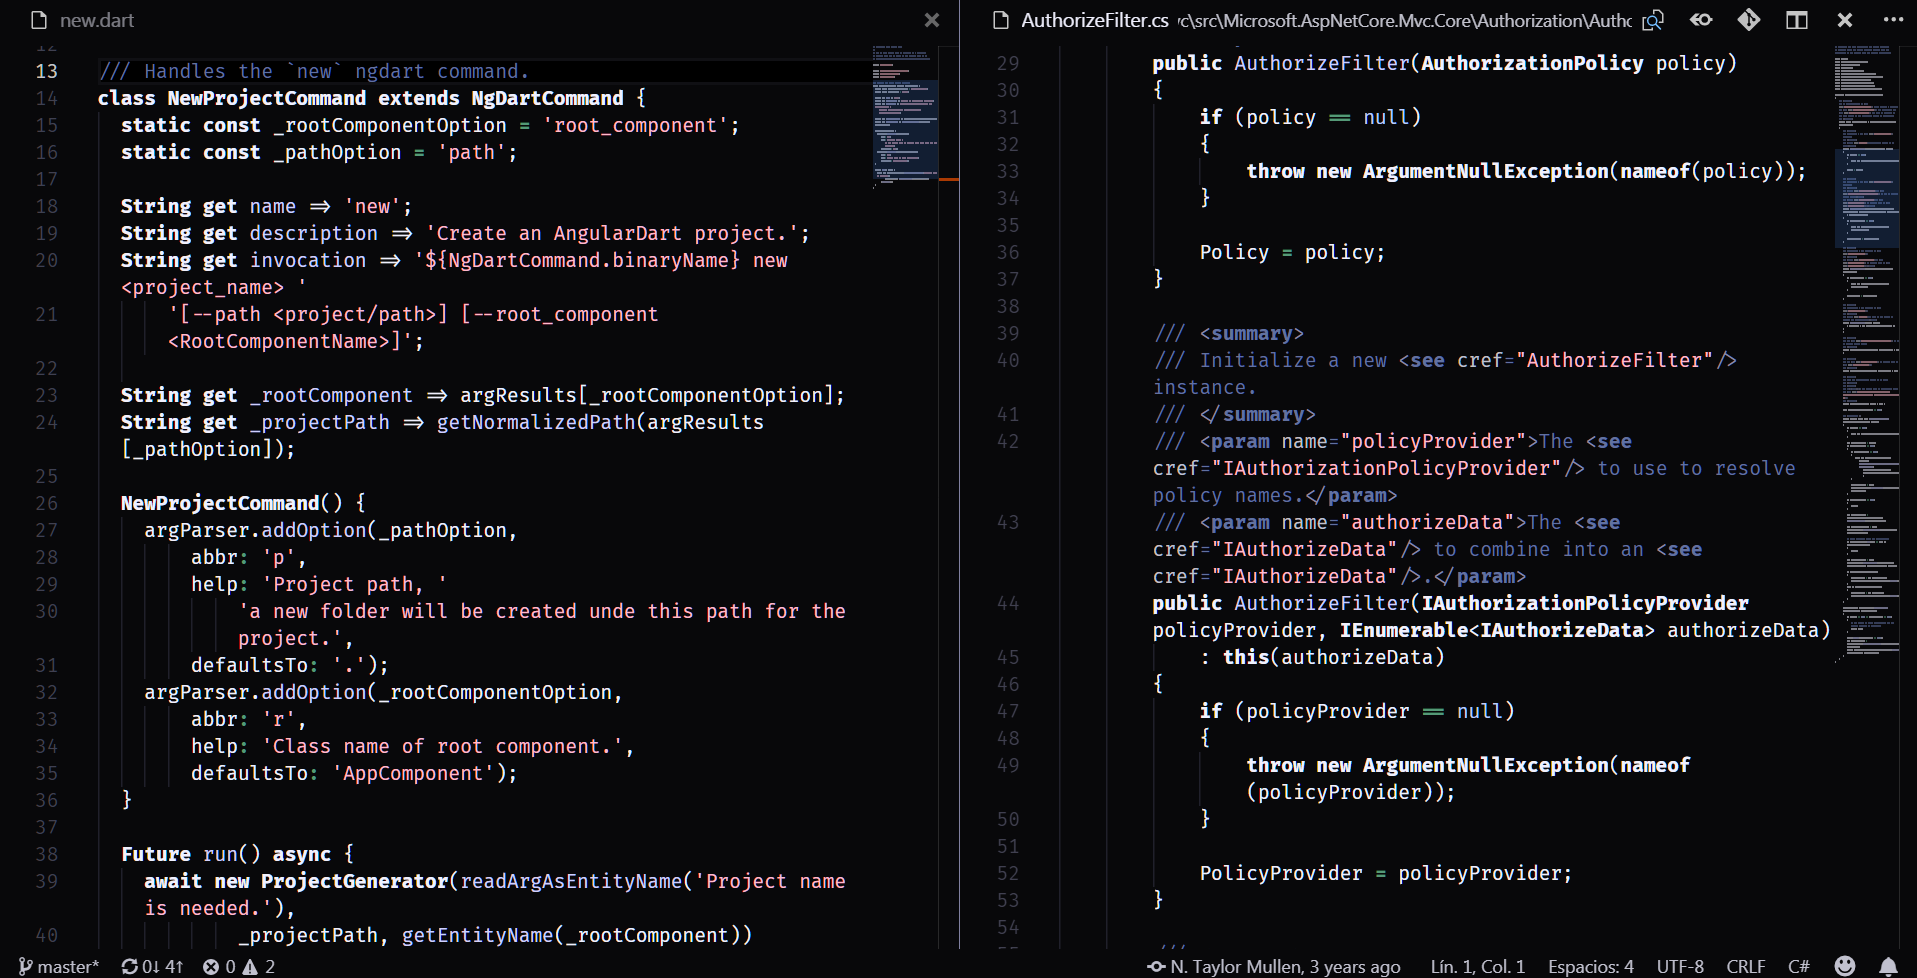 new.dart
12
13 /// Handles the `new` ngdart command.
14 class NewProjectCommand extends NgDartCommand {
15 static const _rootComponentOption = 'root_component';
16 static const _pathOption = 'path';
17
18 String get name => 'new';
19 String get description => 'Create an AngularDart project.';
20 String get invocation => '${NgDartCommand.binaryName} new
<project_name> '
21 '[--path <project/path>] [--root_component
<RootComponentName>]';
22
23 String get _rootComponent => argResults[_rootComponentOption];
24 String get _projectPath => getNormalizedPath(argResults
[_pathOption]);
25
26 NewProjectCommand() {
27 argParser.addOption(_pathOption,
28 abbr: 'p',
29 help: 'Project path, '
30 'a new folder will be created unde this path for the
project.',
31 defaultsTo: '.');
32 argParser.addOption(_rootComponentOption,
33 abbr: 'r',
34 help: 'Class name of root component.',
35 defaultsTo: 'AppComponent');
36 }
37
38 Future run() async {
39 await new ProjectGenerator(readArgAsEntityName('Project name
is needed.'),
40 _projectPath, getEntityName(_rootComponent))
AuthorizeFilter.cs vc\src\Microsoft.AspNetCore.Mvc.Core\Authorization\Autho
29 public AuthorizeFilter(AuthorizationPolicy policy)
30 {
31 if (policy == null)
32 {
33 throw new ArgumentNullException(nameof(policy));
34 }
35
36 Policy = policy;
37 }
38
39 /// <summary>
40 /// Initialize a new <see cref="AuthorizeFilter"/>
instance.
41 /// </summary>
42 /// <param name="policyProvider">The <see
cref="IAuthorizationPolicyProvider"/> to use to resolve
policy names.</param>
43 /// <param name="authorizeData">The <see
cref="IAuthorizeData"/> to combine into an <see
cref="IAuthorizeData"/>.</param>
44 public AuthorizeFilter(IAuthorizationPolicyProvider
policyProvider, IEnumerable<IAuthorizeData> authorizeData)
45 : this(authorizeData)
46 {
47 if (policyProvider == null)
48 {
49 throw new ArgumentNullException(nameof
(policyProvider));
50 }
51
52 PolicyProvider = policyProvider;
53 }
54
///
master* 0↓ 4↑ 0 2
N. Taylor Mullen, 3 years ago Lín. 1, Col. 1 Espacios: 4 UTF-8 CRLF C#